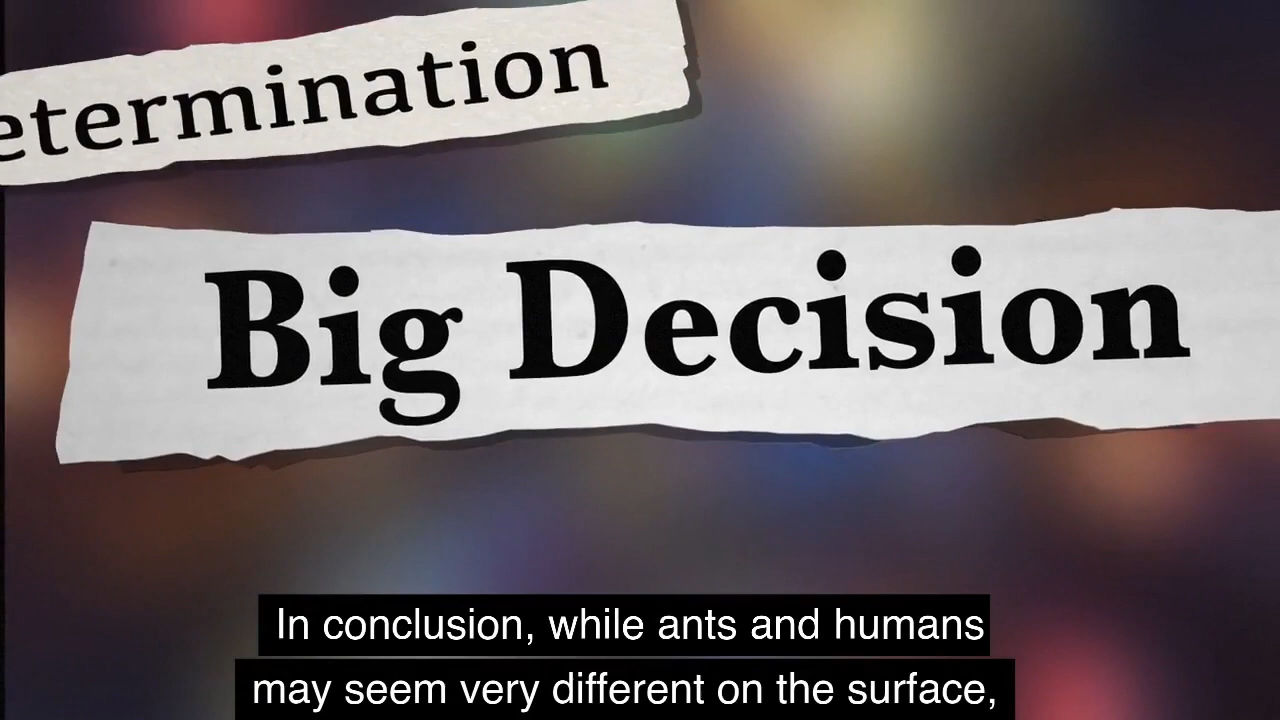 etermination
Big Decision
In conclusion, while ants and humans
may seem very different on the surface,